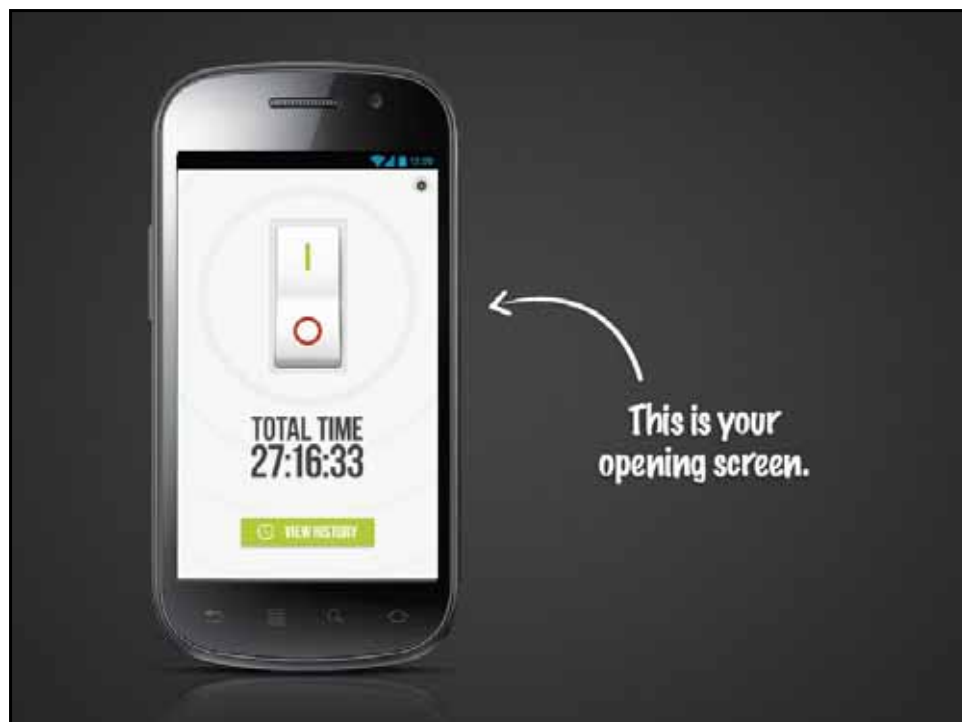 TOTAL TIME
27:16:33
VIEW HISTORY
This is your
opening screen.